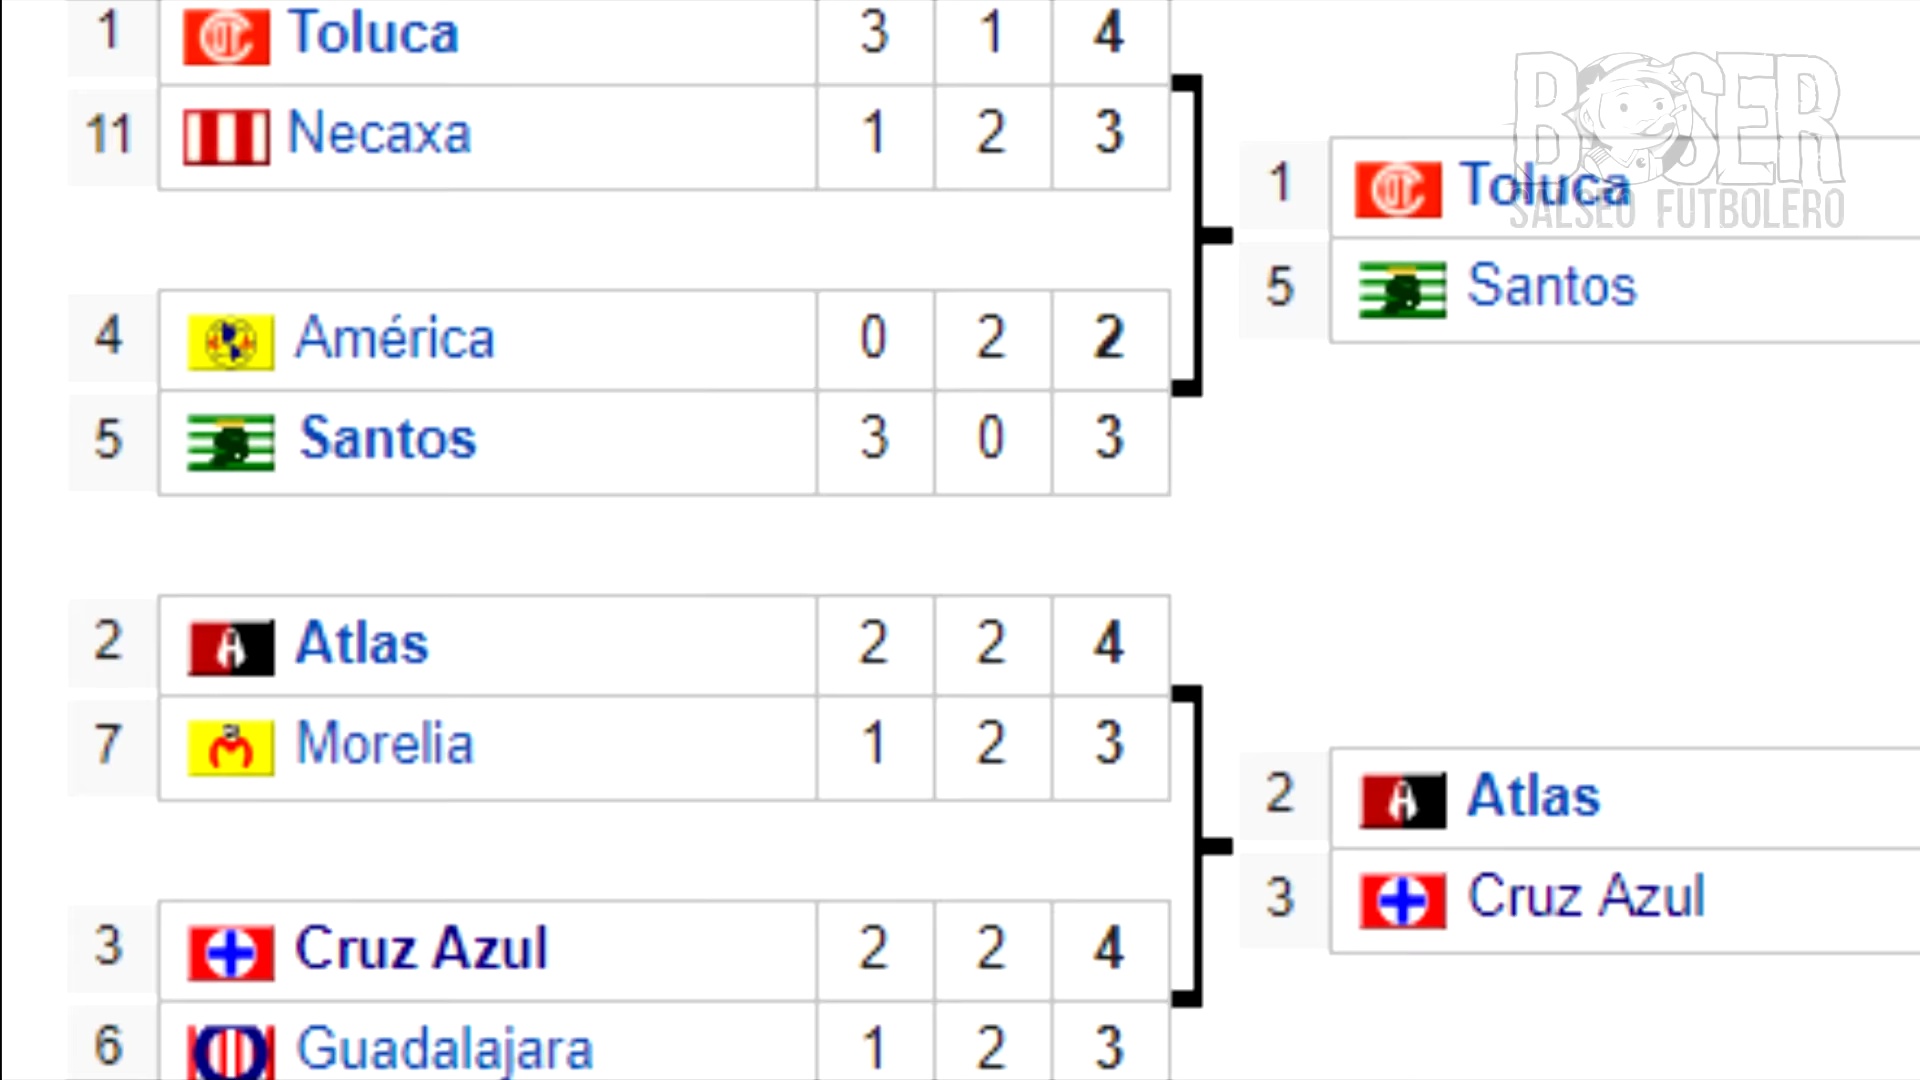 1 Toluca 3 1 4
11 Necaxa 1 2 3
4 América 0 2 2
5 Santos 3 0 3
2 Atlas 2 2 4
7 Morelia 1 2 3
3 Cruz Azul 2 2 4
6 Guadalajara 1 2 3
BOSER
SALSEO FUTBOLERO
1 Toluca
5 Santos
2 Atlas
3 Cruz Azul